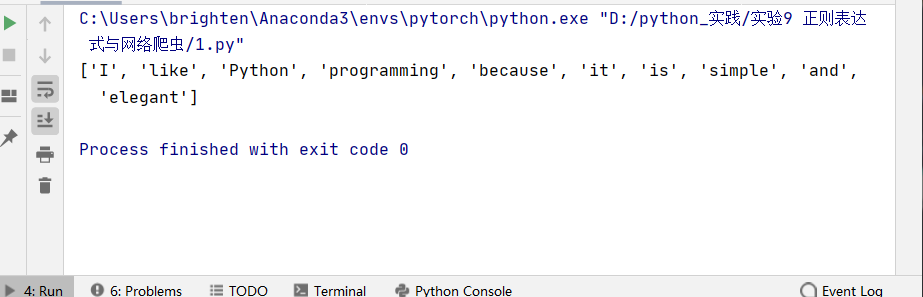 C:\Users\brighten\Anaconda3\envs\pytorch\python.exe "D:/python_实践/实验9 正则表达
式与网络爬虫/1.py"
['I', 'like', 'Python', 'programming', 'because', 'it', 'is', 'simple', 'and',
'elegant']
Process finished with exit code 0
4: Run 6: Problems TODO Terminal Python Console Event Log